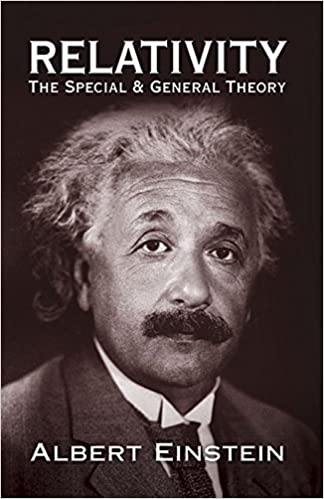 RELATIVITY
THE SPECIAL & GENERAL THEORY
ALBERT EINSTEIN